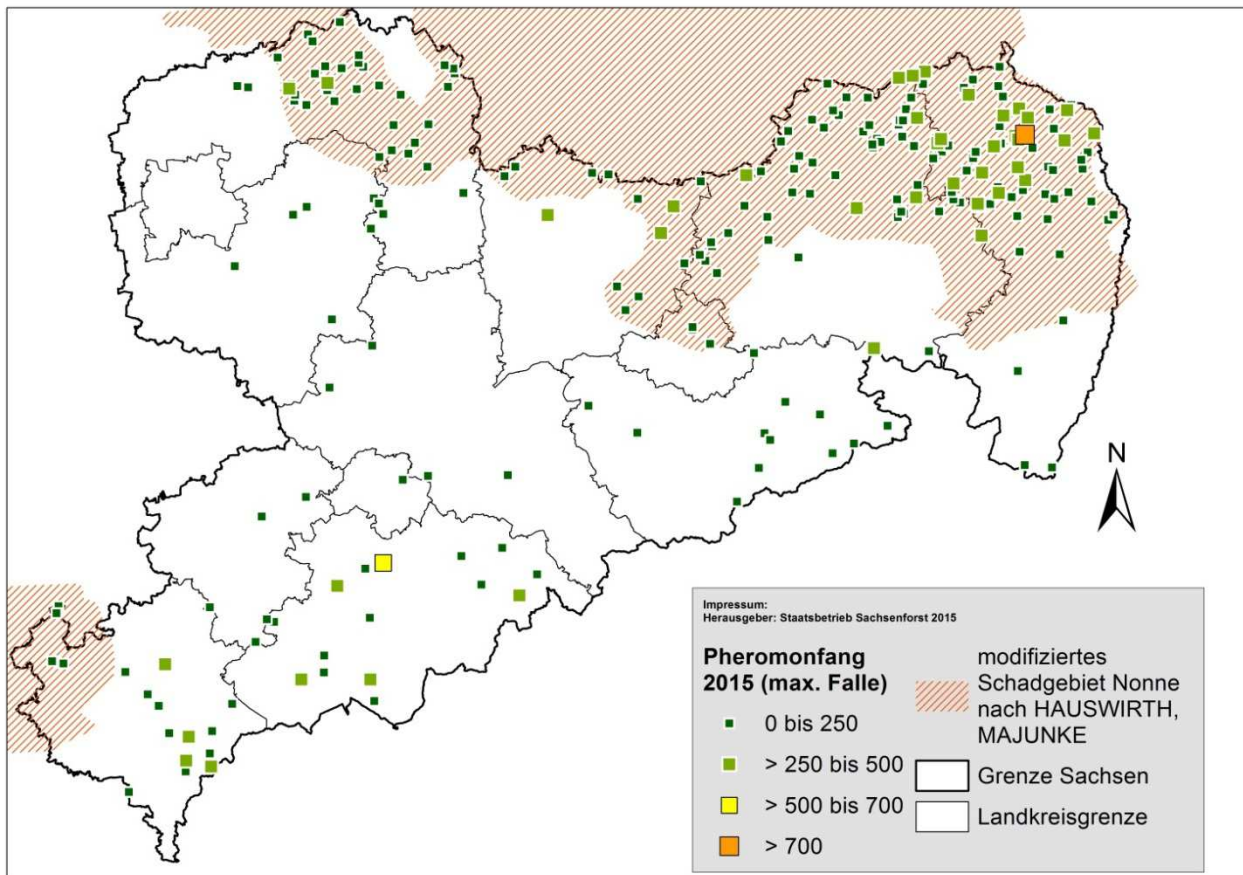 N
Impressum:
Herausgeber: Staatsbetrieb Sachsenforst 2015
Pheromonfang
2015 (max. Falle)
0 bis 250
> 250 bis 500
> 500 bis 700
> 700
modifiziertes
Schadgebiet Nonne
nach HAUSWIRTH,
MAJUNKE
Grenze Sachsen
Landkreisgrenze